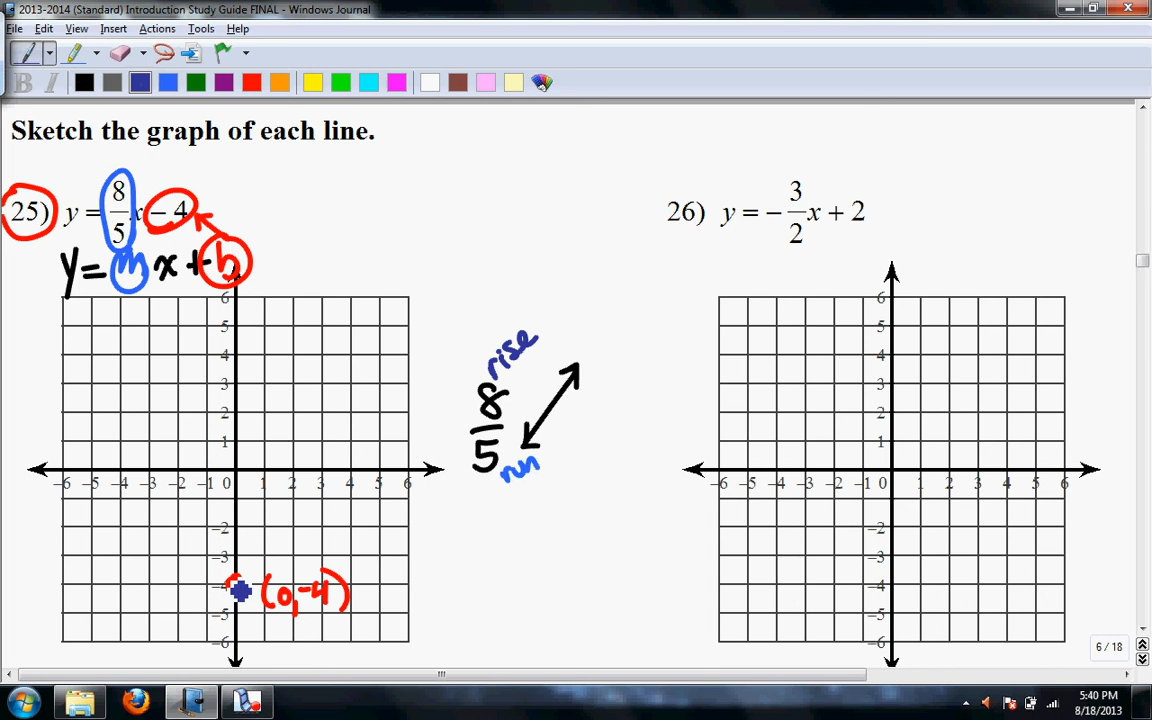 2013-2014 (Standard) Introduction Study Guide FINAL - Windows Journal
File Edit View Insert Actions Tools Help
B I
Sketch the graph of each line.
25) y = 8/5 x - 4
y = m x + b
26) y = - 3/2 x + 2
6
5
4
3
2
1
-6 -5 -4 -3 -2 -1 0 1 2 3 4 5 6
-2
-3
-4
-5
-6
(0,-4)
rise
8
5
run
6
5
4
3
2
1
-6 -5 -4 -3 -2 -1 0 1 2 3 4 5 6
-2
-3
-4
-5
-6
6 / 18
5:40 PM
8/18/2013